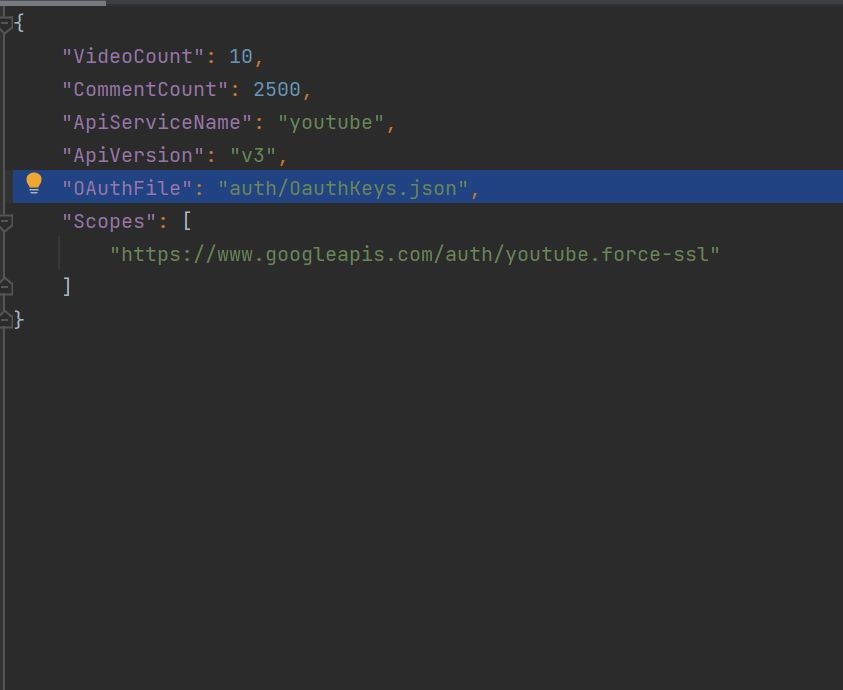 {
    "VideoCount": 10,
    "CommentCount": 2500,
    "ApiServiceName": "youtube",
    "ApiVersion": "v3",
    "OAuthFile": "auth/OauthKeys.json",
    "Scopes": [
        "https://www.googleapis.com/auth/youtube.force-ssl"
    ]
}